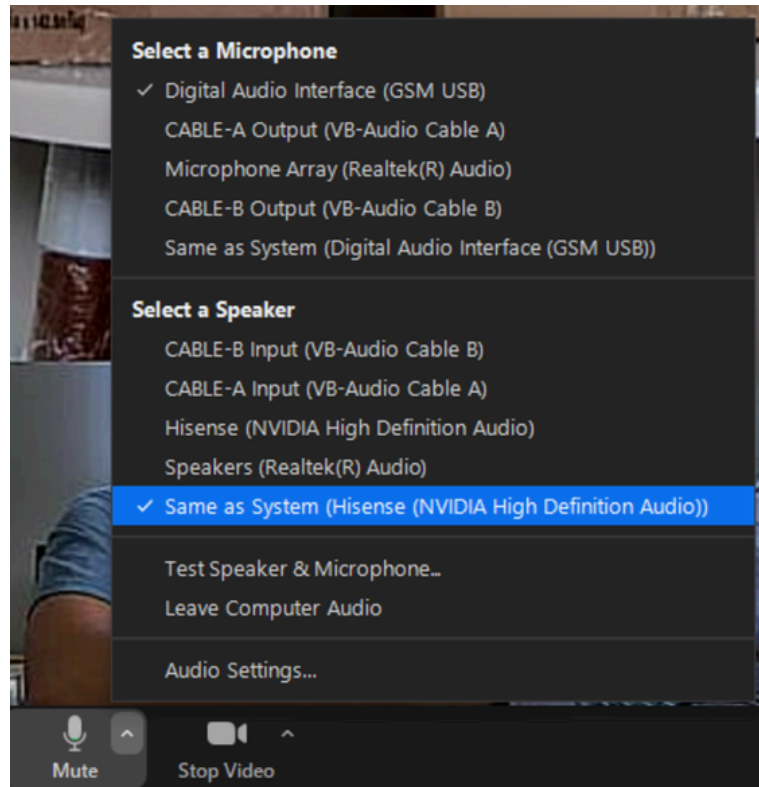 Select a Microphone
✓ Digital Audio Interface (GSM USB)
CABLE-A Output (VB-Audio Cable A)
Microphone Array (Realtek(R) Audio)
CABLE-B Output (VB-Audio Cable B)
Same as System (Digital Audio Interface (GSM USB))
Select a Speaker
CABLE-B Input (VB-Audio Cable B)
CABLE-A Input (VB-Audio Cable A)
Hisense (NVIDIA High Definition Audio)
Speakers (Realtek(R) Audio)
✓ Same as System (Hisense (NVIDIA High Definition Audio))
Test Speaker & Microphone...
Leave Computer Audio
Audio Settings...
Mute
Stop Video